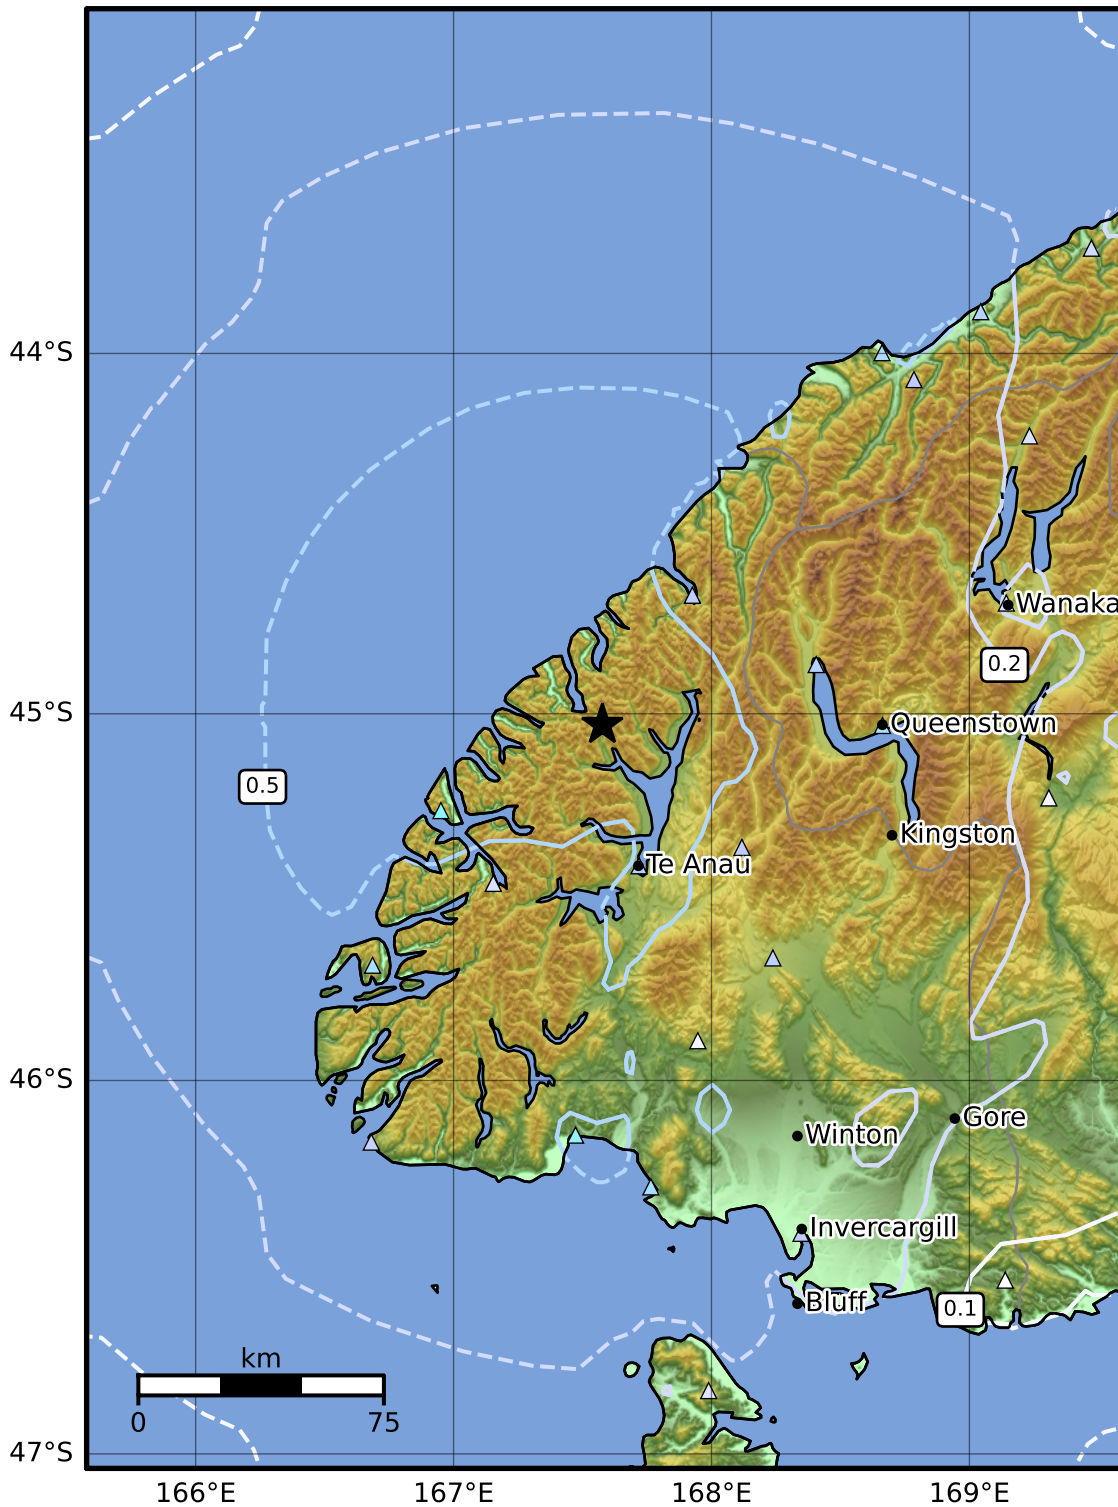 44°S
Wanaka
0.2
45°S
Queenstown
0.5
Kingston
Te Anau
46°S
Gore
Winton
Invercargill
Bluff
0.1
km
0
75
47°S
166°E
167°E
168°E
169°E